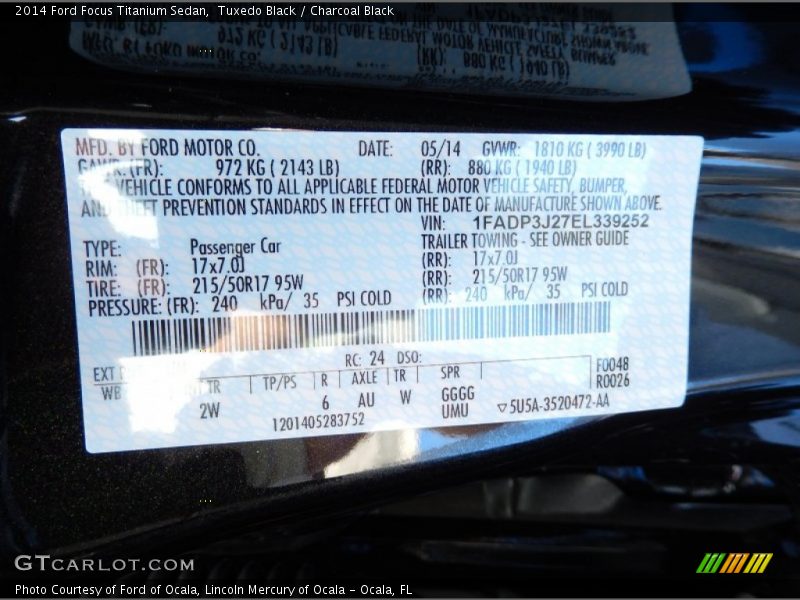 2014 Ford Focus Titanium Sedan, Tuxedo Black / Charcoal Black
MFD. BY FORD MOTOR CO. DATE: 05/14 GVWR: 1810 KG ( 3990 LB)
GAWR: (FR): 972 KG ( 2143 LB) (RR): 880 KG ( 1940 LB)
VEHICLE CONFORMS TO ALL APPLICABLE FEDERAL MOTOR VEHICLE SAFETY, BUMPER,
AND THEFT PREVENTION STANDARDS IN EFFECT ON THE DATE OF MANUFACTURE SHOWN ABOVE.
VIN: 1FADP3J27EL339252
TYPE: Passenger Car TRAILER TOWING - SEE OWNER GUIDE
RIM: (FR): 17x7.0J (RR): 17x7.0J
TIRE: (FR): 215/50R17 95W (RR): 215/50R17 95W
PRESSURE: (FR): 240 kPa/ 35 PSI COLD (RR): 240 kPa/ 35 PSI COLD
RC: 24 DSO:
EXT F0048
WB TR TP/PS R AXLE TR SPR R0026
2W 6 AU W GGGG
UMU
1201405283752 ▽5U5A-3520472-AA
GTCARLOT.COM
Photo Courtesy of Ford of Ocala, Lincoln Mercury of Ocala - Ocala, FL